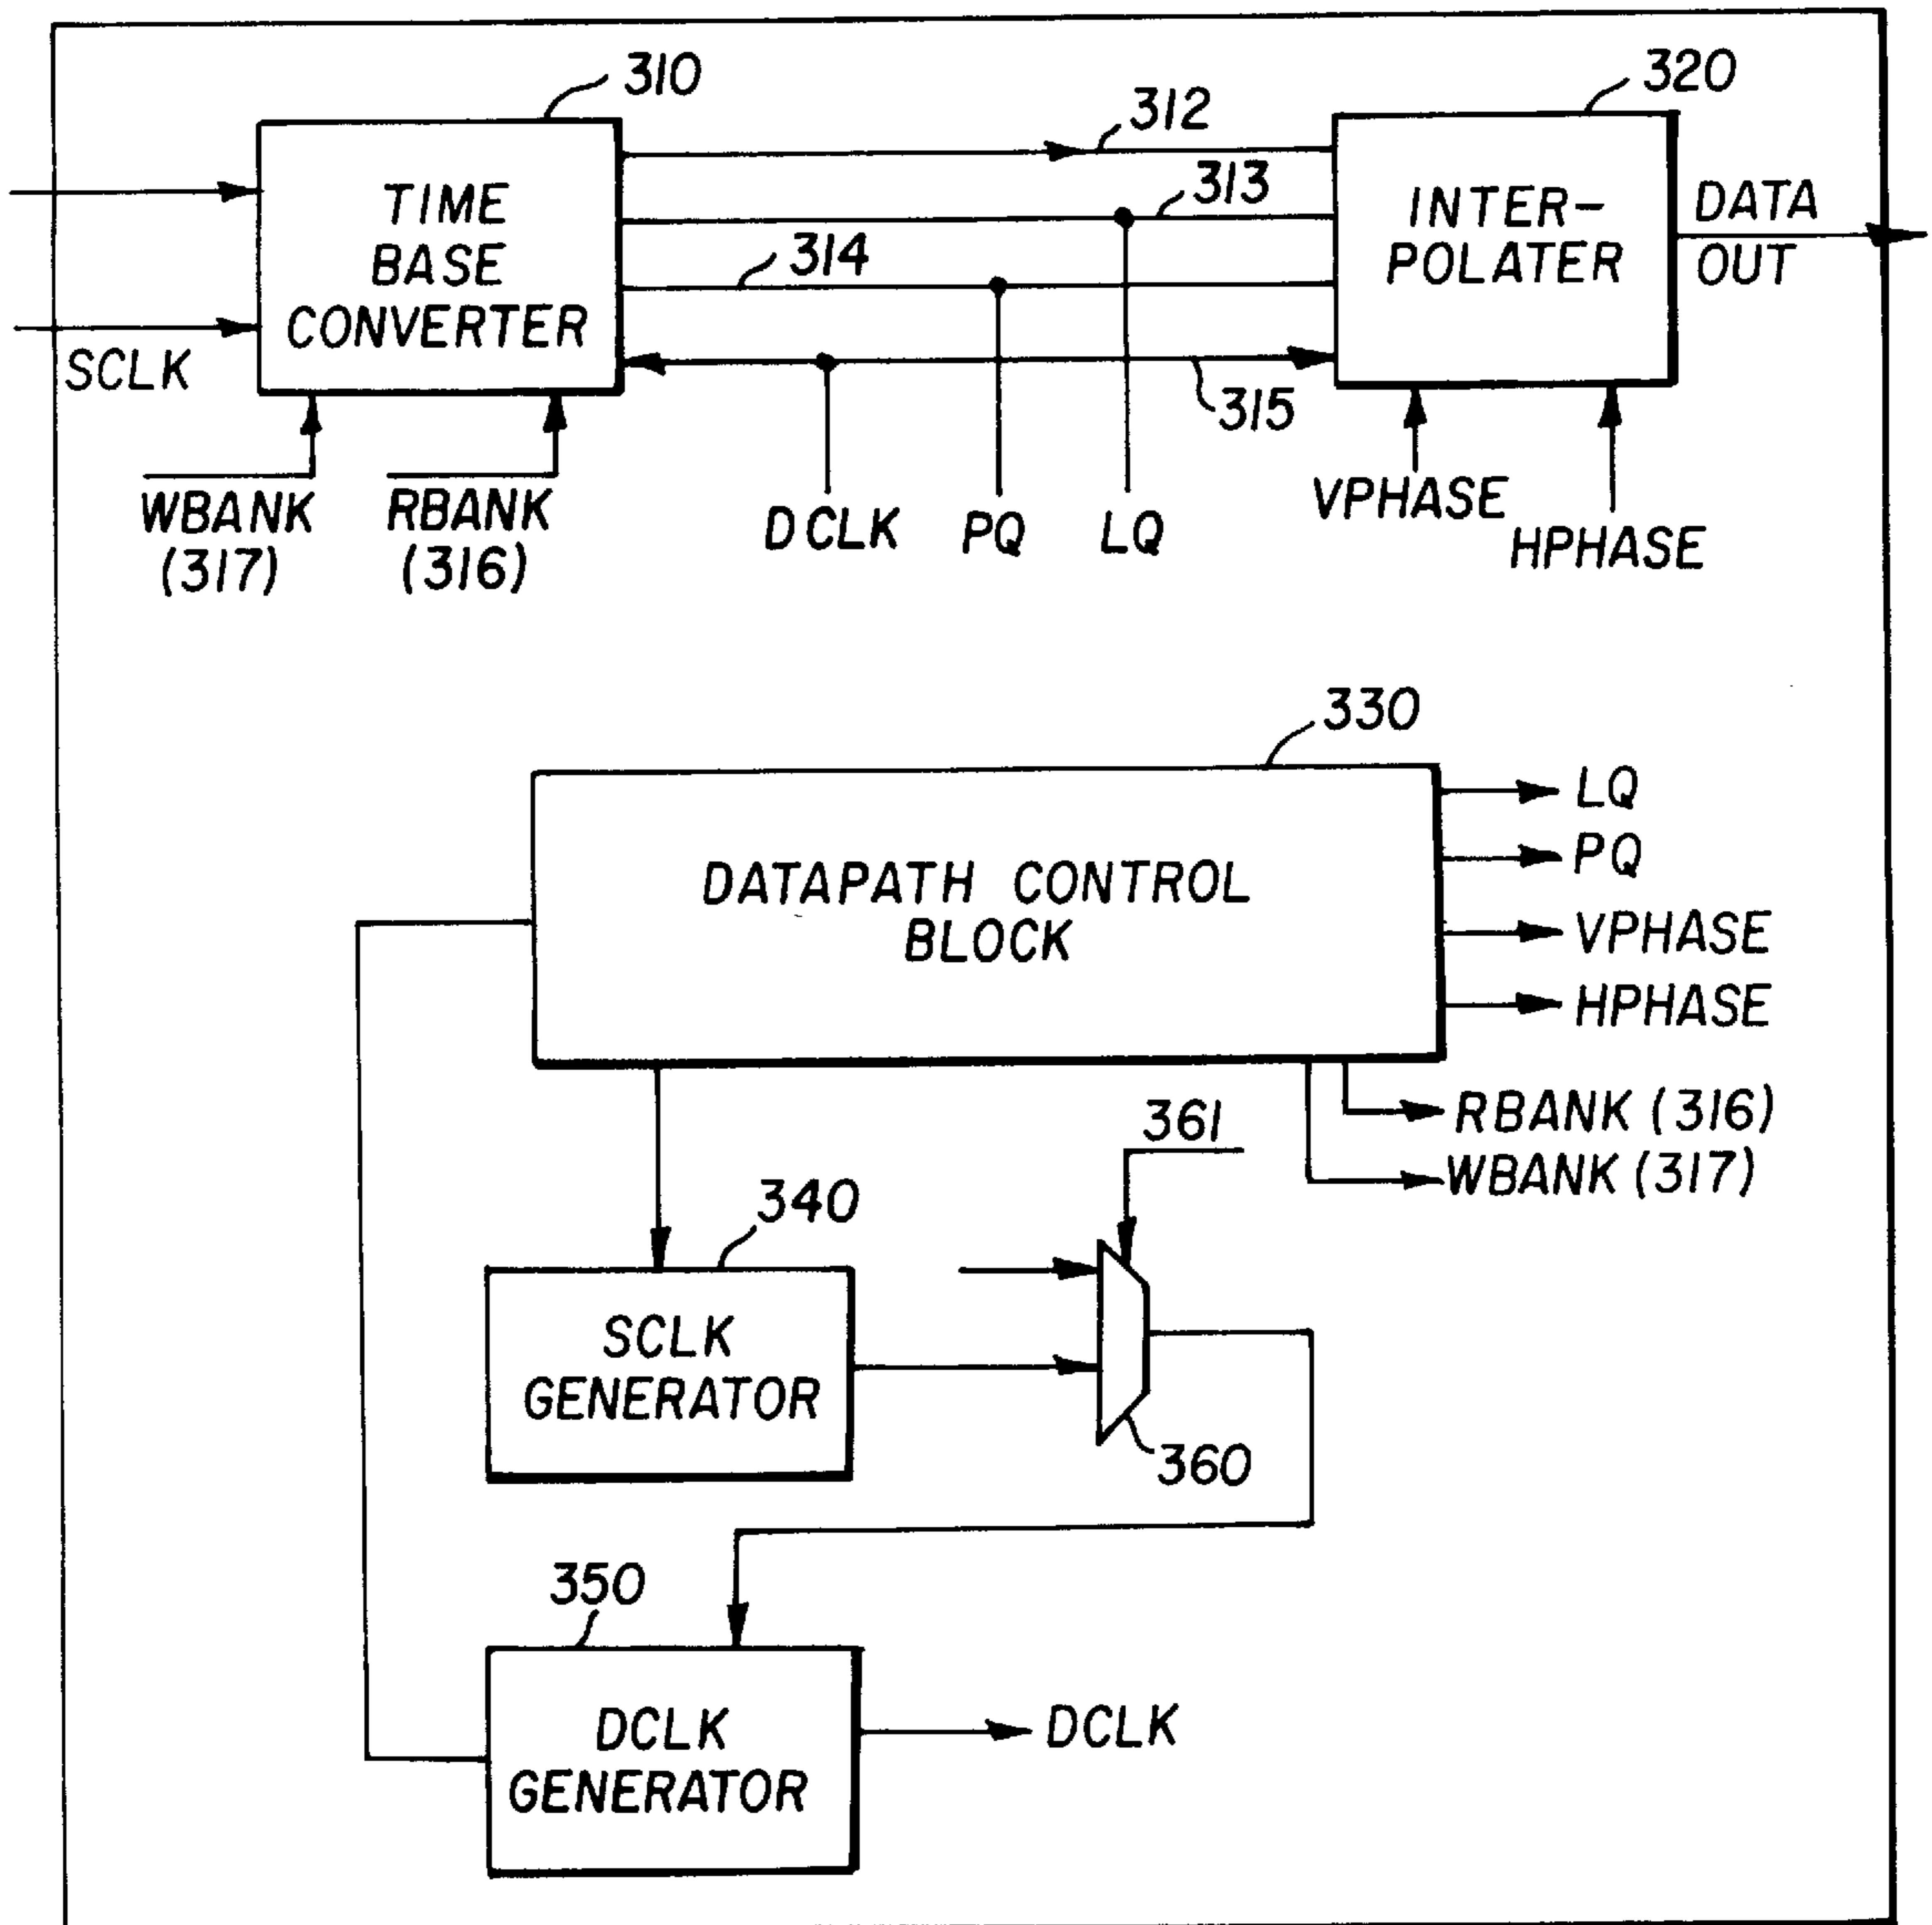 310
320
312
313
314
315
TIME
BASE
CONVERTER
INTER-
POLATER
DATA
OUT
SCLK
WBANK
(317)
RBANK
(316)
DCLK
PQ
LQ
VPHASE
HPHASE
330
DATAPATH CONTROL
BLOCK
LQ
PQ
VPHASE
HPHASE
RBANK (316)
WBANK (317)
361
340
SCLK
GENERATOR
360
350
DCLK
GENERATOR
DCLK